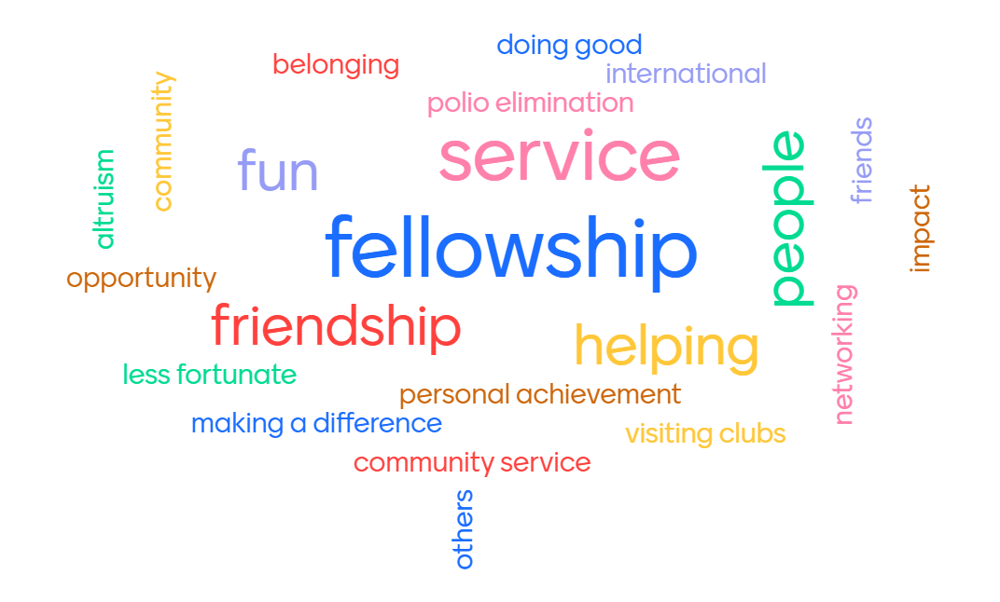 doing good
belonging
international
community
polio elimination
service
people
friends
altruism
fun
impact
fellowship
opportunity
friendship
helping
networking
less fortunate
personal achievement
making a difference
visiting clubs
community service
others